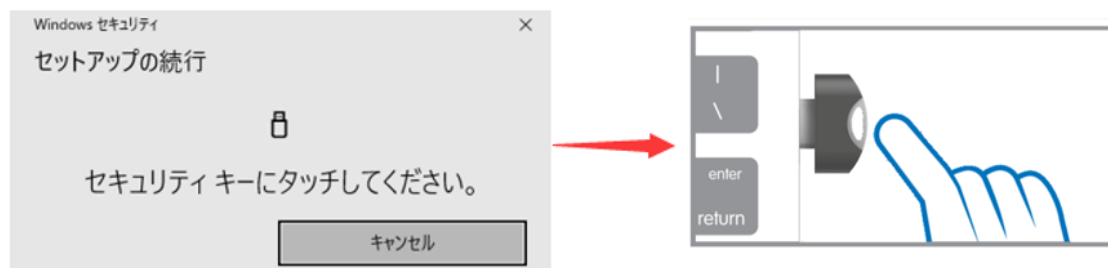 Windows セキュリティ
セットアップの続行
セキュリティ キーにタッチしてください。
キャンセル
|
\
enter
return